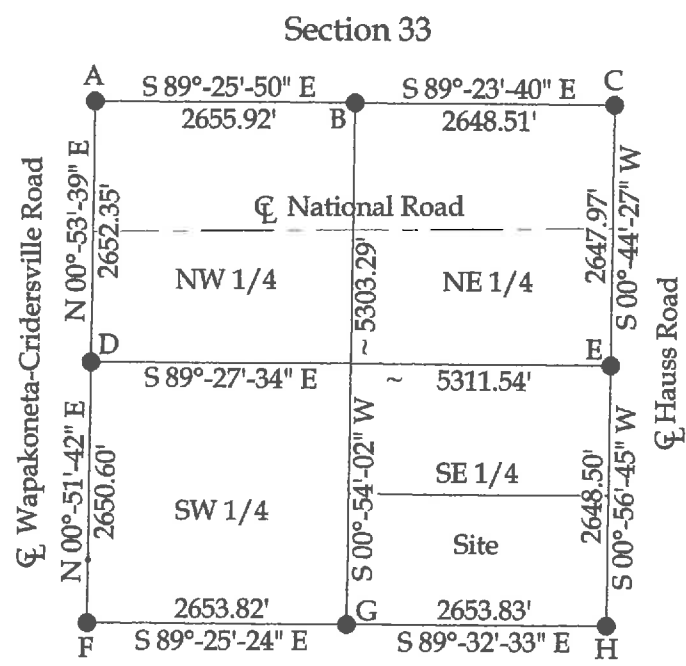 Section 33
A
S 89°-25'-50" E
2655.92'
B
S 89°-23'-40" E
2648.51'
C
N 00°-53'-39" E
2652.35'
℄ National Road
2647.97'
S 00°-44'-27" W
NW 1/4
NE 1/4
~ 5303.29'
℄ Wapakoneta-Cridersville Road
℄ Hauss Road
D
S 89°-27'-34" E ~ 5311.54'
E
N 00°-51'-42" E
2650.60'
SW 1/4
S 00°-54'-02" W
SE 1/4
Site
2648.50'
S 00°-56'-45" W
F
2653.82'
S 89°-25'-24" E
G
2653.83'
S 89°-32'-33" E
H